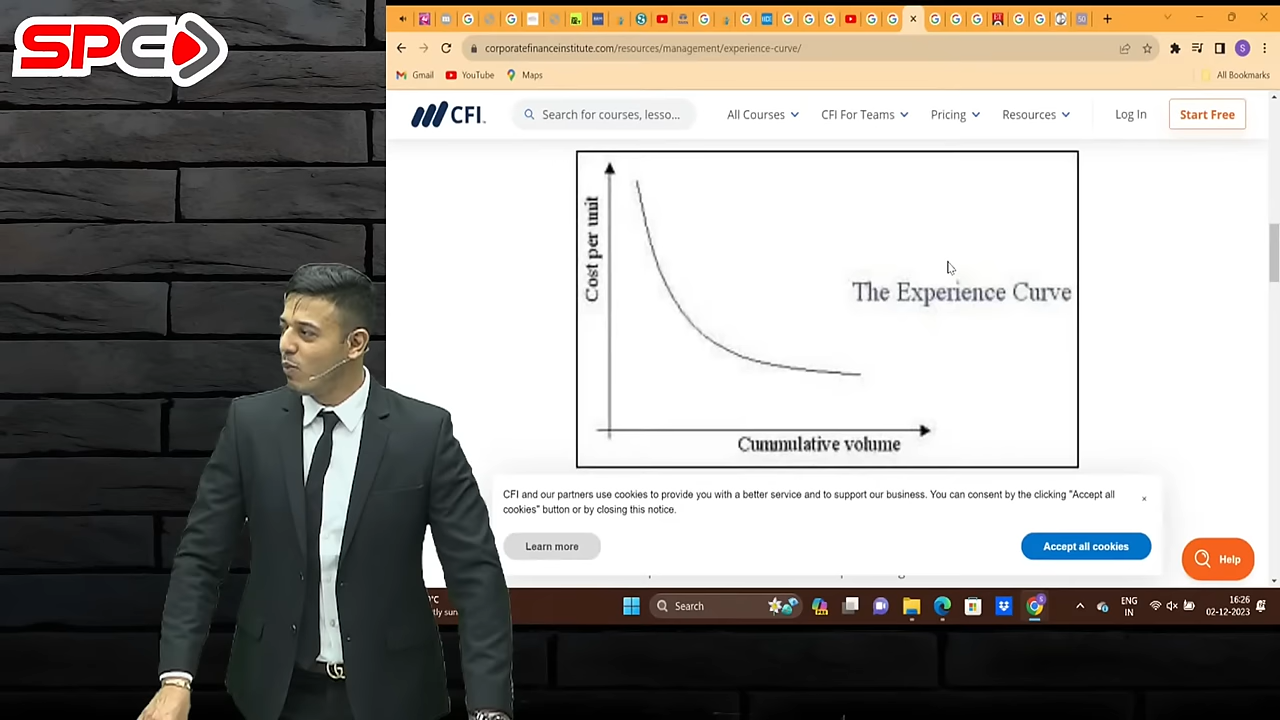 SPC
corporatefinanceinstitute.com/resources/management/experience-curve/
Gmail
YouTube
Maps
All Bookmarks
CFI
Search for courses, lesso...
All Courses
CFI For Teams
Pricing
Resources
Log In
Start Free
Cost per unit
The Experience Curve
Cummulative volume
CFI and our partners use cookies to provide you with a better service and to support our business. You can consent by the clicking "Accept all
cookies" button or by closing this notice.
Learn more
Accept all cookies
Help
Search
ENG
IN
16:26
02-12-2023